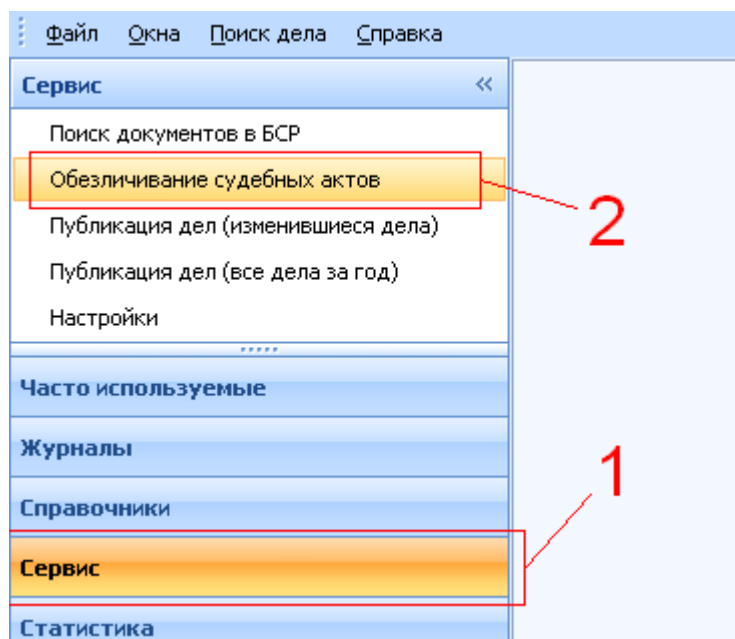 Файл Окна Поиск дела Справка
Сервис
Поиск документов в БСР
Обезличивание судебных актов
2
Публикация дел (изменившиеся дела)
Публикация дел (все дела за год)
Настройки
Часто используемые
Журналы
1
Справочники
Сервис
Статистика